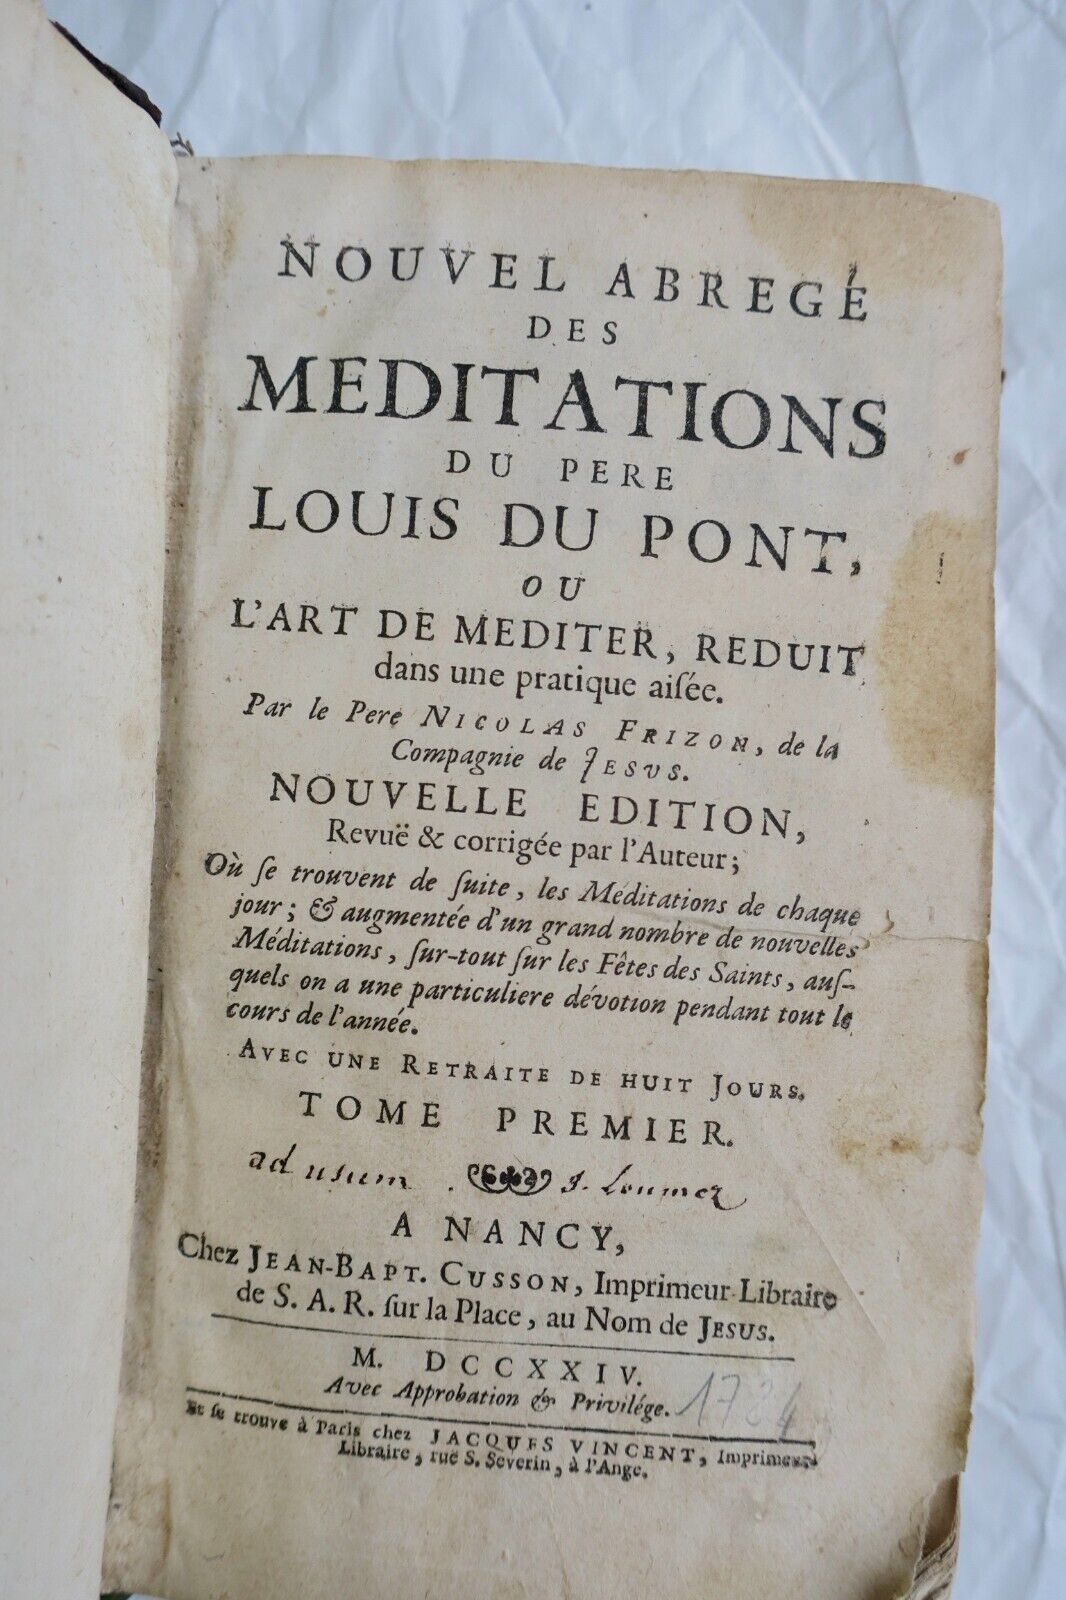 NOUVEL ABREGÉ
DES
MEDITATIONS
DU PERE
LOUIS DU PONT,
OU
L'ART DE MEDITER, REDUIT
dans une pratique aiſée.
Par le Pere NICOLAS FRIZON, de la
Compagnie de JESVS.
NOUVELLE EDITION,
Revuë & corrigée par l'Auteur;
Où ſe trouvent de ſuite, les Méditations de chaque
jour; & augmentée d'un grand nombre de nouvelles
Méditations, ſur-tout ſur les Fêtes des Saints, auſ-
quels on a une particuliere dévotion pendant tout le
cours de l'année.
AVEC UNE RETRAITE DE HUIT JOURS.
TOME PREMIER.
ad usum J. Loumez
A NANCY,
Chez JEAN-BAPT. CUSSON, Imprimeur-Libraire
de S. A. R. ſur la Place, au Nom de JESUS.
M. DCCXXIV.
Avec Approbation & Privilége. 1724
Et ſe trouve à Paris chez JACQUES VINCENT, Imprimeur
Libraire, ruë S. Severin, à l'Ange.